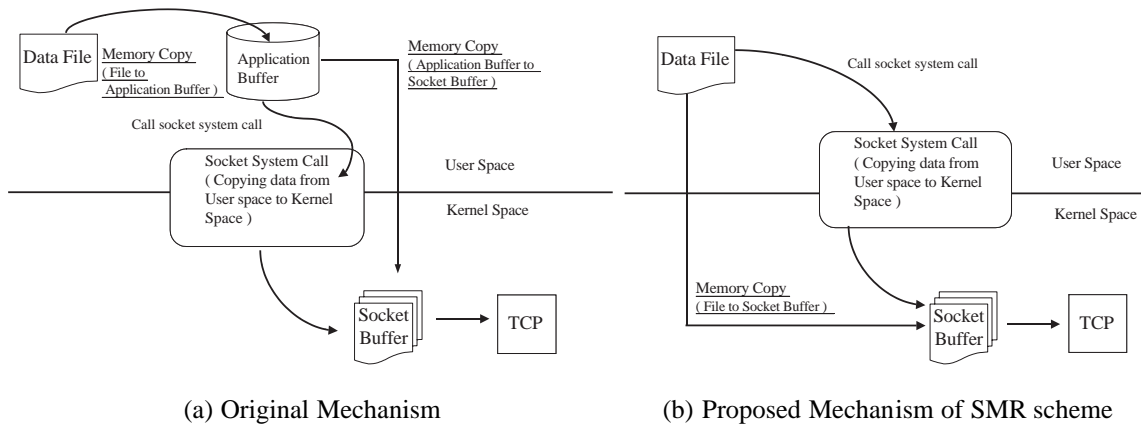 Data File
Memory Copy
( File to
Application Buffer )
Application
Buffer
Memory Copy
( Application Buffer to
Socket Buffer )
Call socket system call
Socket System Call
( Copying data from
User space to Kernel
Space )
User Space
Kernel Space
Socket
Buffer
TCP
(a) Original Mechanism
Data File
Call socket system call
Socket System Call
( Copying data from
User space to Kernel
Space )
User Space
Kernel Space
Memory Copy
( File to Socket Buffer )
Socket
Buffer
TCP
(b) Proposed Mechanism of SMR scheme